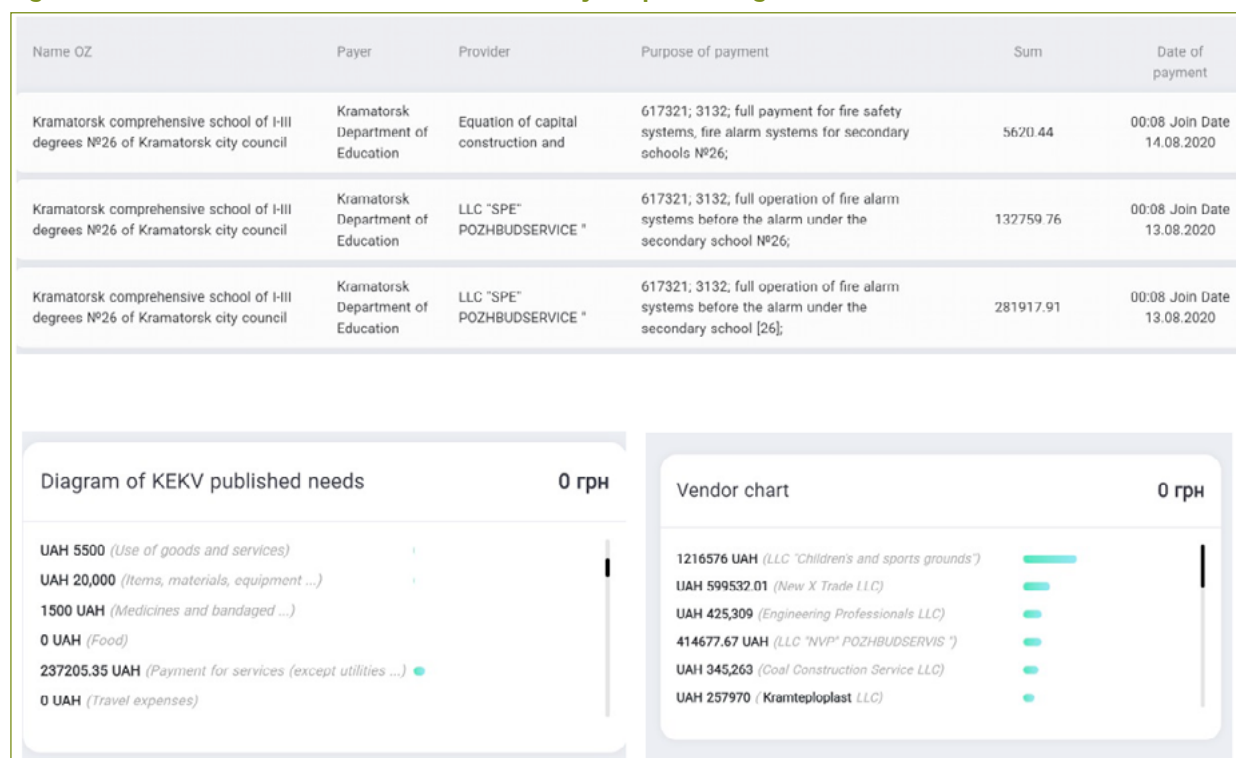 Name OZ Payer Provider Purpose of payment Sum Date of
payment
Kramatorsk comprehensive school of I-III
degrees №26 of Kramatorsk city council
Kramatorsk
Department of
Education
Equation of capital
construction and
617321; 3132; full payment for fire safety
systems, fire alarm systems for secondary
schools №26;
5620.44
00:08 Join Date
14.08.2020
Kramatorsk comprehensive school of I-III
degrees №26 of Kramatorsk city council
Kramatorsk
Department of
Education
LLC "SPE"
POZHBUDSERVICE "
617321; 3132; full operation of fire alarm
systems before the alarm under the
secondary school №26;
132759.76
00:08 Join Date
13.08.2020
Kramatorsk comprehensive school of I-III
degrees №26 of Kramatorsk city council
Kramatorsk
Department of
Education
LLC "SPE"
POZHBUDSERVICE "
617321; 3132; full operation of fire alarm
systems before the alarm under the
secondary school [26];
281917.91
00:08 Join Date
13.08.2020
Diagram of KEKV published needs 0 грн
UAH 5500 (Use of goods and services)
UAH 20,000 (Items, materials, equipment ...)
1500 UAH (Medicines and bandaged ...)
0 UAH (Food)
237205.35 UAH (Payment for services (except utilities ...)
0 UAH (Travel expenses)
Vendor chart 0 грн
1216576 UAH (LLC "Children's and sports grounds")
UAH 599532.01 (New X Trade LLC)
UAH 425,309 (Engineering Professionals LLC)
414677.67 UAH (LLC "NVP" POZHBUDSERVIS ")
UAH 345,263 (Coal Construction Service LLC)
UAH 257970 ( Kramteploplast LLC)